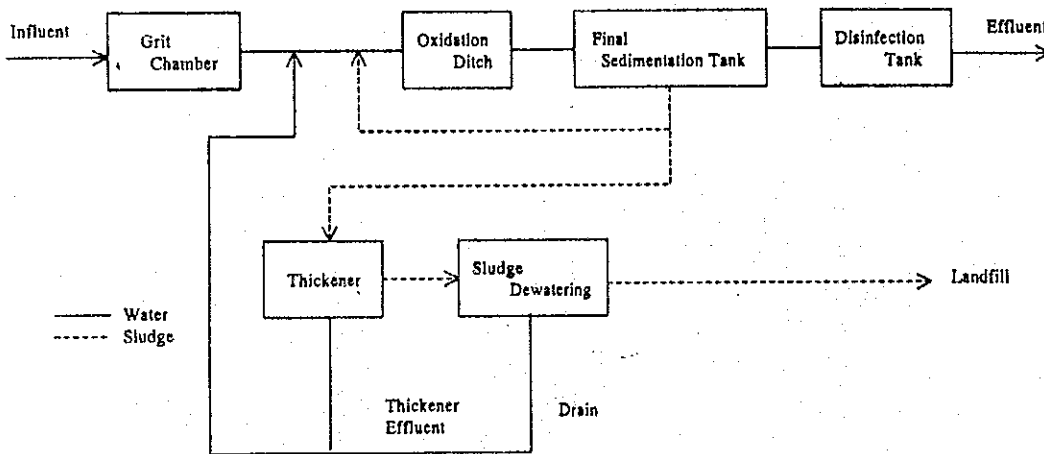 Influent
Grit
Chamber
Oxidation
Ditch
Final
Sedimentation Tank
Disinfection
Tank
Effluent
Thickener
Sludge
Dewatering
Landfill
Water
Sludge
Thickener
Effluent
Drain